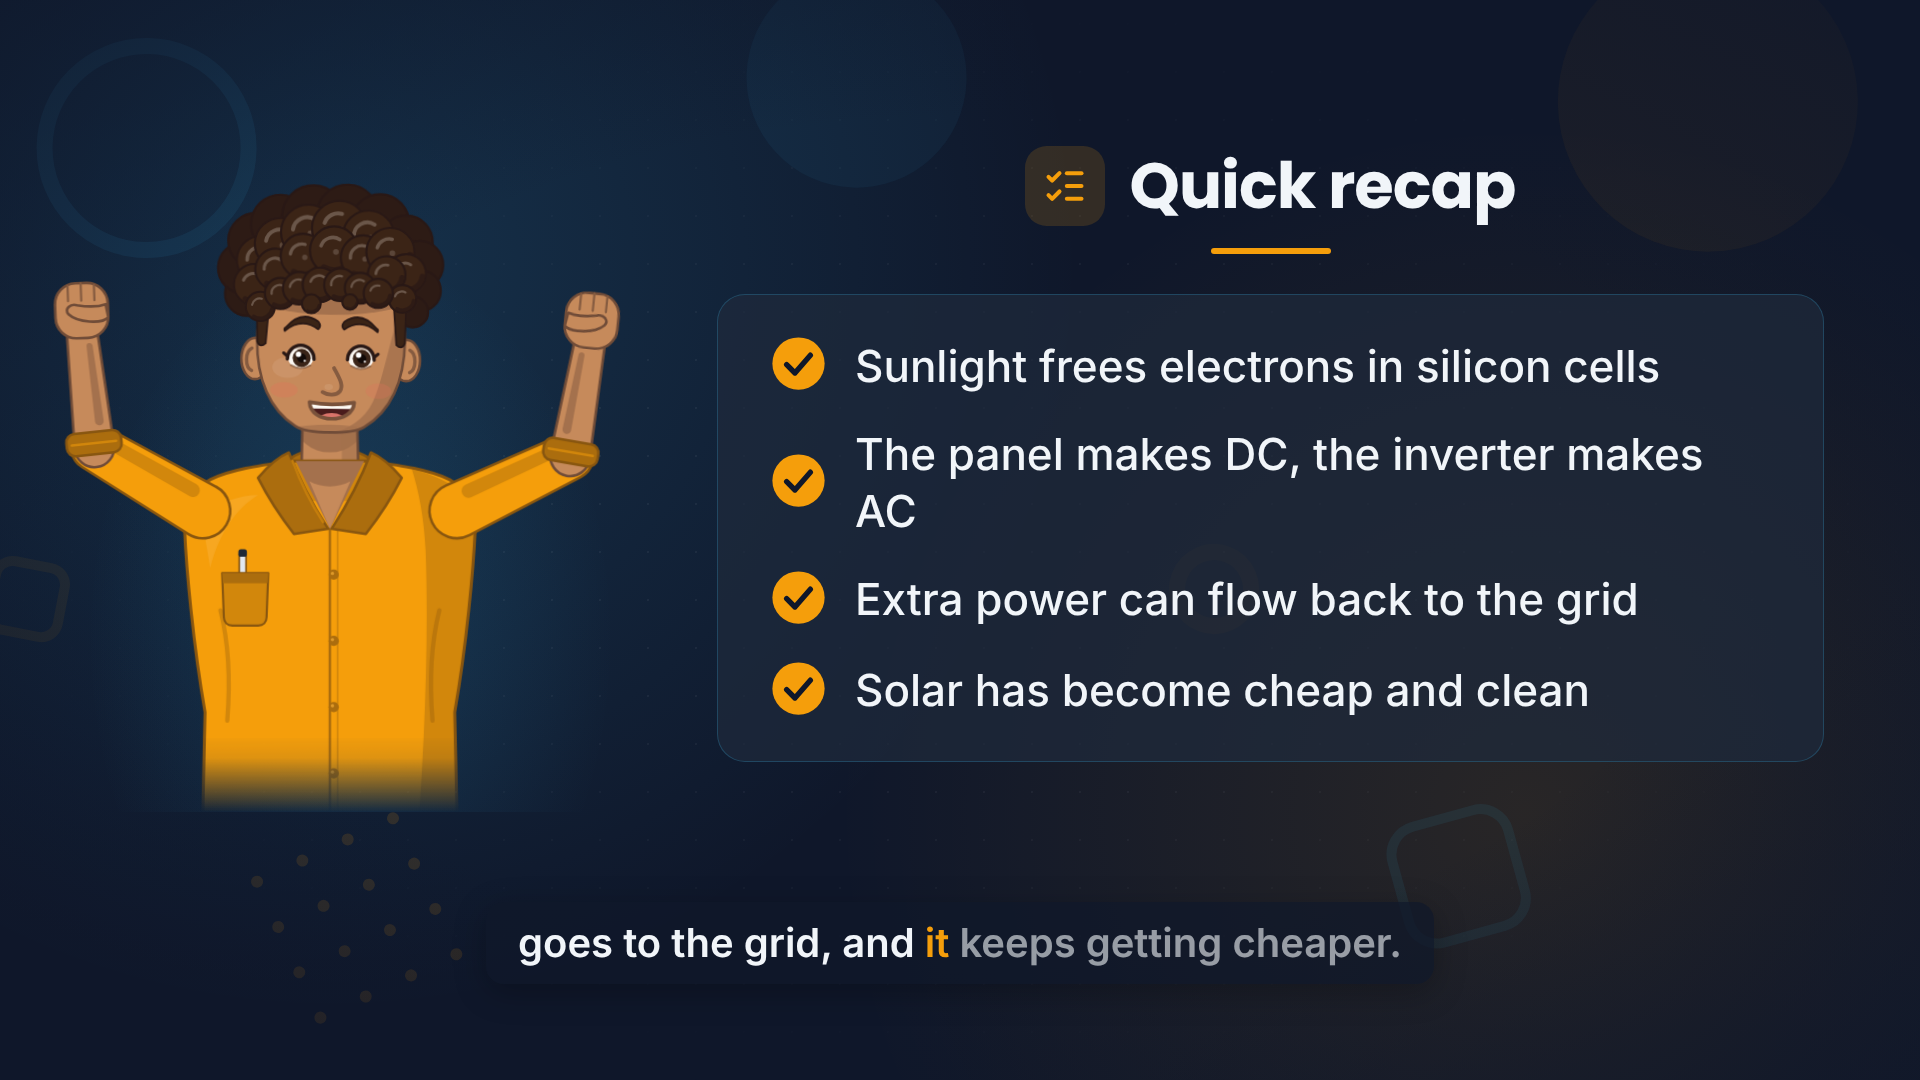 Quick recap
Sunlight frees electrons in silicon cells
The panel makes DC, the inverter makes
AC
Extra power can flow back to the grid
Solar has become cheap and clean
goes to the grid, and it keeps getting cheaper.